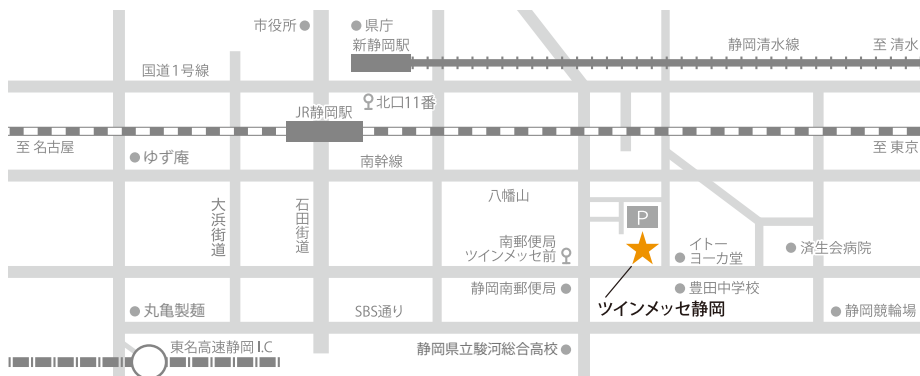 市役所
県庁
新静岡駅
静岡清水線
至 清水
国道1号線
北口11番
JR静岡駅
至 名古屋
至 東京
ゆず庵
南幹線
八幡山
P
大浜街道
石田街道
南郵便局
ツインメッセ前
イトー
ヨーカ堂
済生会病院
静岡南郵便局
豊田中学校
ツインメッセ静岡
丸亀製麺
SBS通り
静岡競輪場
東名高速静岡I.C
静岡県立駿河総合高校